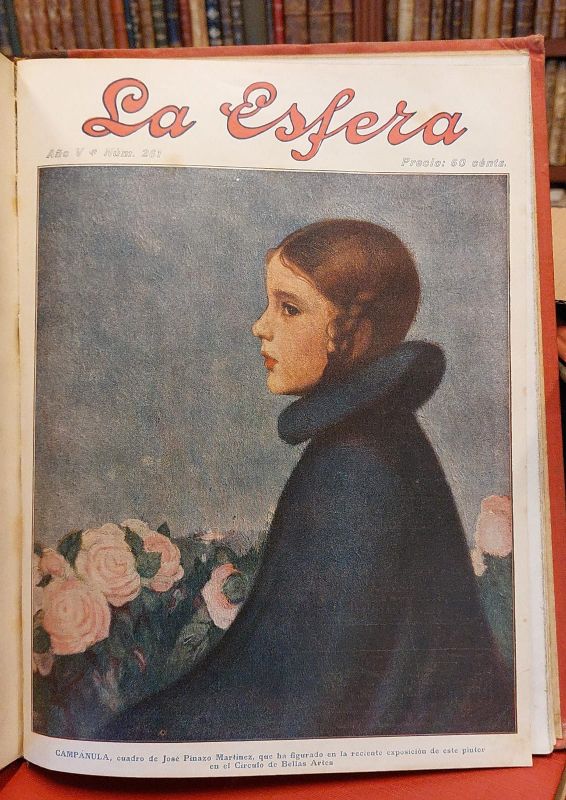 La Esfera
Año V * Núm. 231
Precio: 60 cénts.
CAMPÁNULA, cuadro de José Pinazo Martínez, que ha figurado en la reciente exposición de este pintor
en el Círculo de Bellas Artes